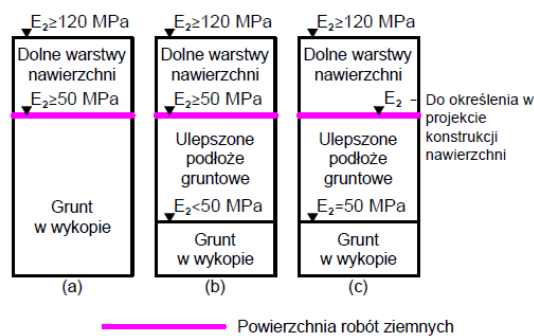 E₂≥120 MPa
Dolne warstwy
nawierzchni
E₂≥50 MPa
Grunt
w wykopie
(a)
E₂≥120 MPa
Dolne warstwy
nawierzchni
E₂≥50 MPa
Ulepszone
podłoże
gruntowe
E₂<50 MPa
Grunt
w wykopie
(b)
E₂≥120 MPa
Dolne warstwy
nawierzchni
E₂ - Do określenia w
projekcie
konstrukcji
nawierzchni
Ulepszone
podłoże
gruntowe
E₂=50 MPa
Grunt
w wykopie
(c)
Powierzchnia robót ziemnych